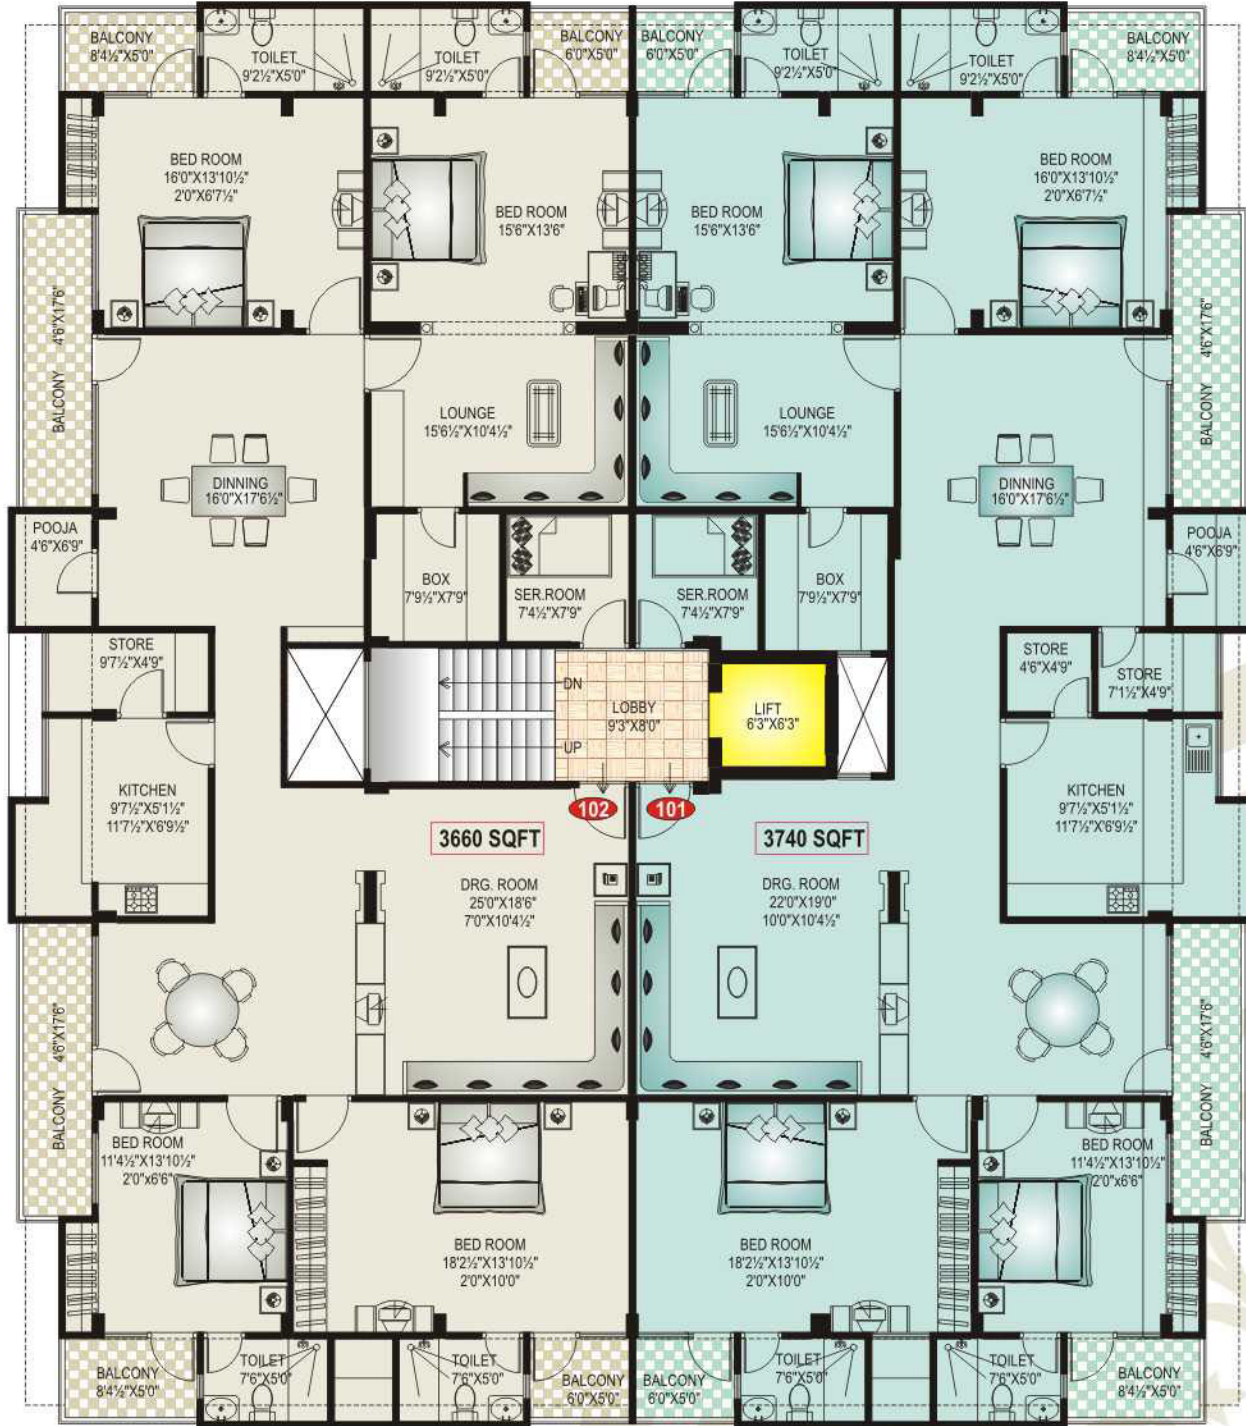 BALCONY
8'4½"X5'0"
TOILET
9'2½"X5'0"
TOILET
9'2½"X5'0"
BALCONY
6'0"X5'0"
BALCONY
6'0"X5'0"
TOILET
9'2½"X5'0"
TOILET
9'2½"X5'0"
BALCONY
8'4½"X5'0"
BED ROOM
16'0"X13'10½"
2'0"X6'7½"
BED ROOM
15'6"X13'6"
BED ROOM
15'6"X13'6"
BED ROOM
16'0"X13'10½"
2'0"X6'7½"
BALCONY 4'6"X17'6"
BALCONY 4'6"X17'6"
LOUNGE
15'6½"X10'4½"
LOUNGE
15'6½"X10'4½"
DINNING
16'0"X17'6½"
DINNING
16'0"X17'6½"
POOJA
4'6"X6'9"
BOX
7'9½"X7'9"
SER.ROOM
7'4½"X7'9"
SER.ROOM
7'4½"X7'9"
BOX
7'9½"X7'9"
POOJA
4'6"X6'9"
STORE
9'7½"X4'9"
DN
LOBBY
9'3"X8'0"
UP
LIFT
6'3"X6'3"
STORE
4'6"X4'9"
STORE
7'1½"X4'9"
KITCHEN
9'7½"X5'1½"
11'7½"X'6'9½"
102
101
KITCHEN
9'7½"X5'1½"
11'7½"X'6'9½"
3660 SQFT
3740 SQFT
DRG. ROOM
25'0"X18'6"
7'0"X10'4½"
DRG. ROOM
22'0"X19'0"
10'0"X10'4½"
BALCONY 4'6"X17'6"
BALCONY 4'6"X17'6"
BED ROOM
11'4½"X13'10½"
2'0"x6'6"
BED ROOM
18'2½"X13'10½"
2'0"X10'0"
BED ROOM
18'2½"X13'10½"
2'0"X10'0"
BED ROOM
11'4½"X13'10½"
2'0"x6'6"
BALCONY
8'4½"X5'0"
TOILET
7'6"X5'0"
TOILET
7'6"X5'0"
BALCONY
6'0"X5'0"
BALCONY
6'0"X5'0"
TOILET
7'6"X5'0"
TOILET
7'6"X5'0"
BALCONY
8'4½"X5'0"